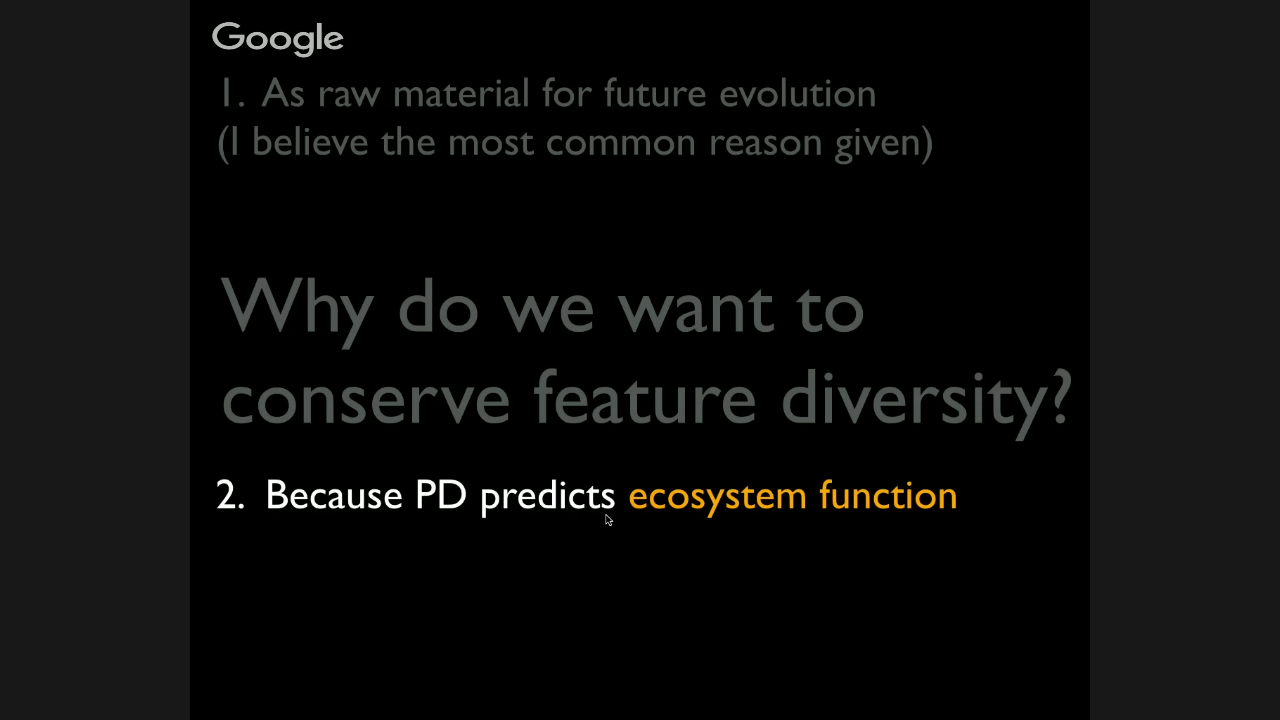 Google
1. As raw material for future evolution
(I believe the most common reason given)
Why do we want to
conserve feature diversity?
2. Because PD predicts ecosystem function